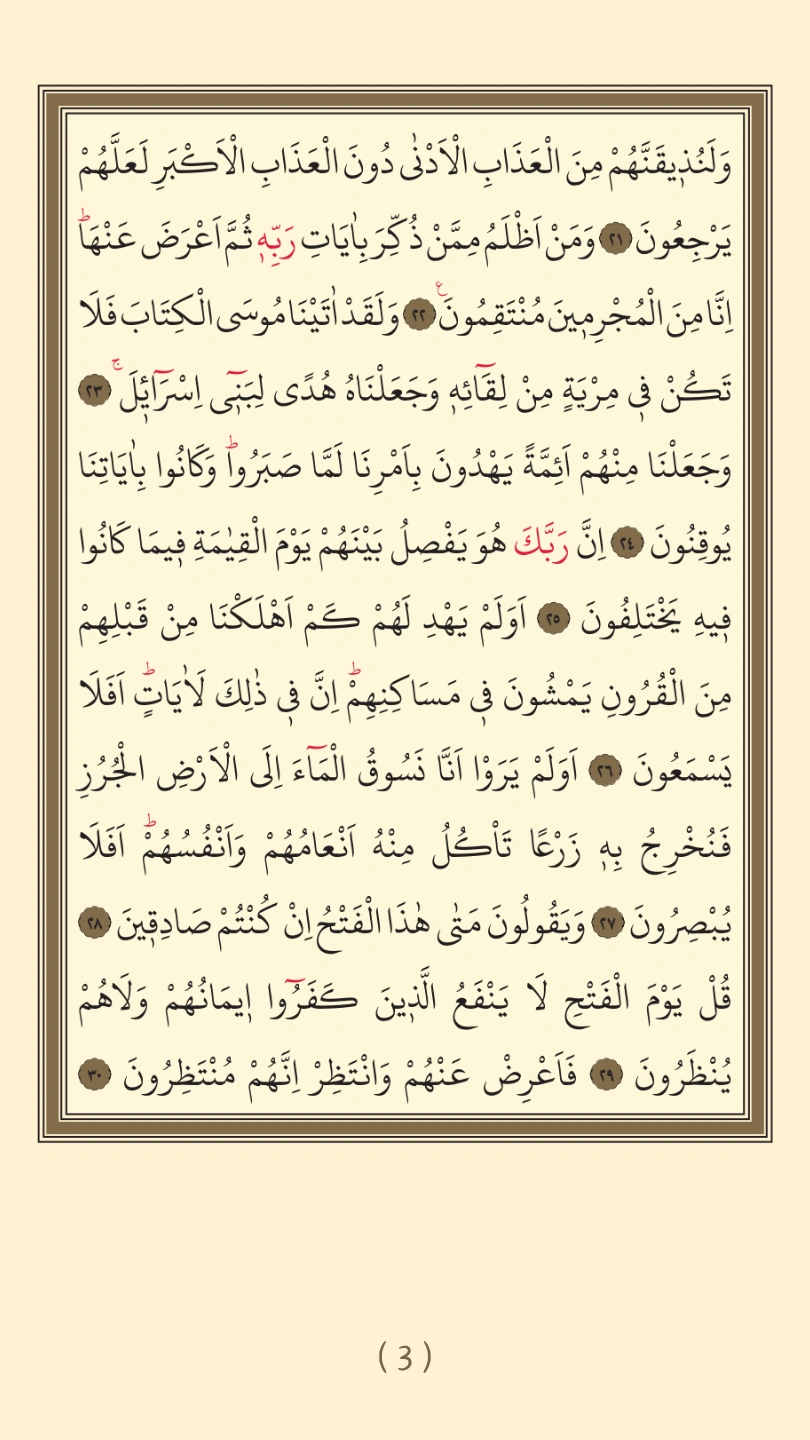 وَلَنُذ۪يقَنَّهُمْ مِنَ الْعَذَابِ الْاَدْنٰى دُونَ الْعَذَابِ الْاَكْبَرِ لَعَلَّهُمْ
يَرْجِعُونَ ﴿٢١﴾ وَمَنْ اَظْلَمُ مِمَّنْ ذُكِّرَ بِاٰيَاتِ رَبِّه۪ ثُمَّ اَعْرَضَ عَنْهَاۜ
اِنَّا مِنَ الْمُجْرِم۪ينَ مُنْتَقِمُونَ۟ ﴿٢٢﴾ وَلَقَدْ اٰتَيْنَا مُوسَى الْكِتَابَ فَلَا
تَكُنْ ف۪ي مِرْيَةٍ مِنْ لِقَٓائِه۪ وَجَعَلْنَاهُ هُدًى لِبَن۪ٓي اِسْرَٓائ۪لَۚ ﴿٢٣﴾
وَجَعَلْنَا مِنْهُمْ اَئِمَّةً يَهْدُونَ بِاَمْرِنَا لَمَّا صَبَرُواۜ وَكَانُوا بِاٰيَاتِنَا
يُوقِنُونَ ﴿٢٤﴾ اِنَّ رَبَّكَ هُوَ يَفْصِلُ بَيْنَهُمْ يَوْمَ الْقِيٰمَةِ ف۪يمَا كَانُوا
ف۪يهِ يَخْتَلِفُونَ ﴿٢٥﴾ اَوَلَمْ يَهْدِ لَهُمْ كَمْ اَهْلَكْنَا مِنْ قَبْلِهِمْ
مِنَ الْقُرُونِ يَمْشُونَ ف۪ي مَسَاكِنِهِمْۜ اِنَّ ف۪ي ذٰلِكَ لَاٰيَاتٍۜ اَفَلَا
يَسْمَعُونَ ﴿٢٦﴾ اَوَلَمْ يَرَوْا اَنَّا نَسُوقُ الْمَٓاءَ اِلَى الْاَرْضِ الْجُرُزِ
فَنُخْرِجُ بِه۪ زَرْعًا تَاْكُلُ مِنْهُ اَنْعَامُهُمْ وَاَنْفُسُهُمْۜ اَفَلَا
يُبْصِرُونَ ﴿٢٧﴾ وَيَقُولُونَ مَتٰى هٰذَا الْفَتْحُ اِنْ كُنْتُمْ صَادِق۪ينَ ﴿٢٨﴾
قُلْ يَوْمَ الْفَتْحِ لَا يَنْفَعُ الَّذ۪ينَ كَفَرُٓوا ا۪يمَانُهُمْ وَلَاهُمْ
يُنْظَرُونَ ﴿٢٩﴾ فَاَعْرِضْ عَنْهُمْ وَانْتَظِرْ اِنَّهُمْ مُنْتَظِرُونَ ﴿٣٠﴾
( 3 )